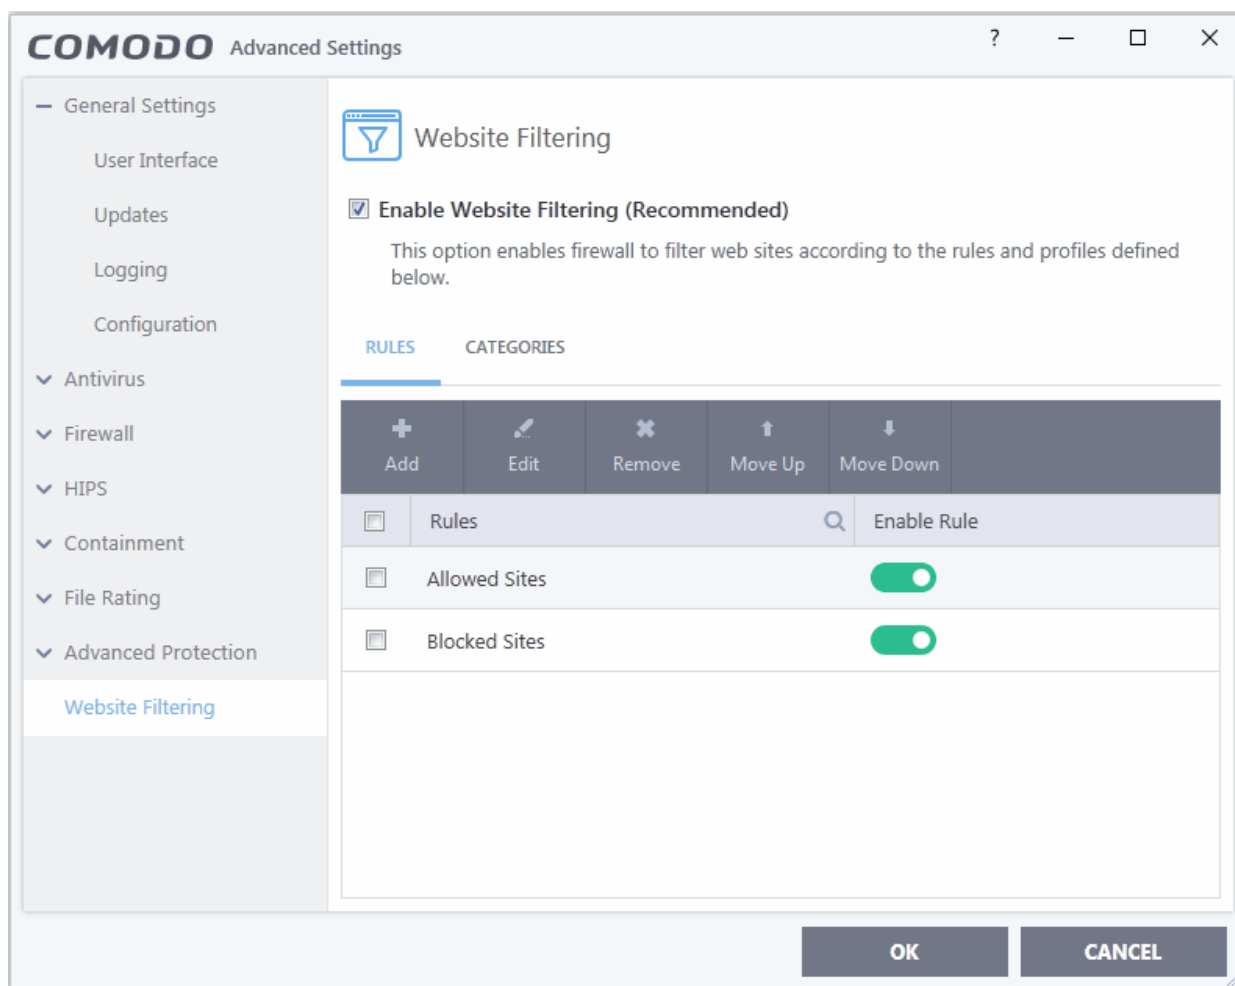 COMODO Advanced Settings ?
General Settings
User Interface
Updates
Logging
Configuration
Antivirus
Firewall
HIPS
Containment
File Rating
Advanced Protection
Website Filtering
Website Filtering
Enable Website Filtering (Recommended)
This option enables firewall to filter web sites according to the rules and profiles defined
below.
RULES CATEGORIES
Add Edit Remove Move Up Move Down
Rules Enable Rule
Allowed Sites
Blocked Sites
OK CANCEL